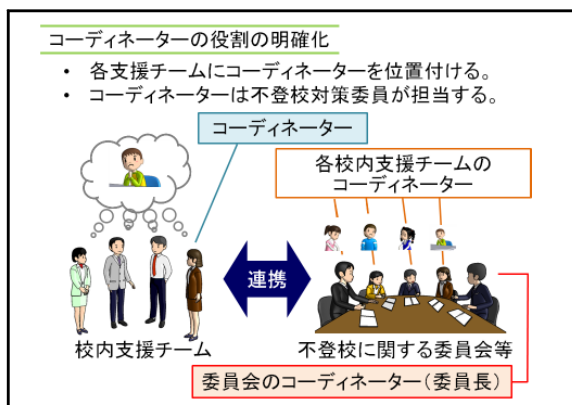 コーディネーターの役割の明確化
・ 各支援チームにコーディネーターを位置付ける。
・ コーディネーターは不登校対策委員が担当する。
コーディネーター
各校内支援チームの
コーディネーター
連携
校内支援チーム
不登校に関する委員会等
委員会のコーディネーター(委員長)